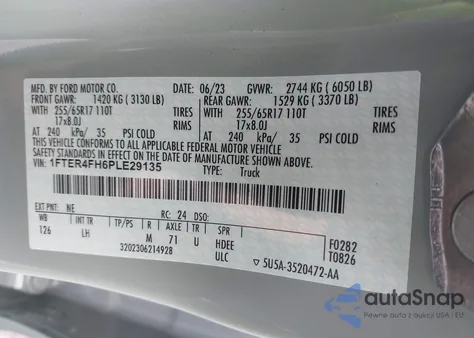 MFD. BY FORD MOTOR CO.
DATE: 06/23 GVWR: 2744 KG ( 6050 LB)
FRONT GAWR: 1420 KG ( 3130 LB) REAR GAWR: 1529 KG ( 3370 LB)
WITH 255/65R17 110T TIRES WITH 255/65R17 110T TIRES
17x8.0J RIMS 17x8.0J RIMS
AT 240 kPa/ 35 PSI COLD AT 240 kPa/ 35 PSI COLD
THIS VEHICLE CONFORMS TO ALL APPLICABLE FEDERAL MOTOR VEHICLE
SAFETY STANDARDS IN EFFECT ON THE DATE OF MANUFACTURE SHOWN ABOVE.
VIN: 1FTER4FH6PLE29135 TYPE: Truck
EXT PNT: NE RC: 24 DSO:
WB INT TR TP/PS R AXLE TR SPR
126 LH M 71 U HDEE F0282
3202306214928 ULC T0826
▽ 5U5A-3520472-AA
autoSnap
Pewne auta z USA i EU